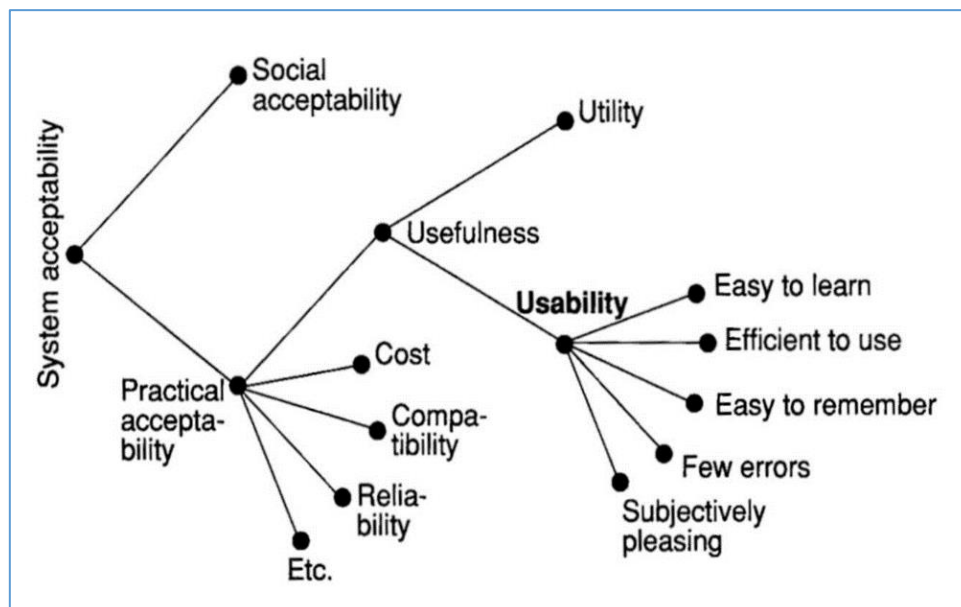 System acceptability
Social
acceptability
Utility
Usefulness
Usability
Easy to learn
Efficient to use
Easy to remember
Few errors
Subjectively
pleasing
Practical
accepta-
bility
Cost
Compa-
tibility
Relia-
bility
Etc.